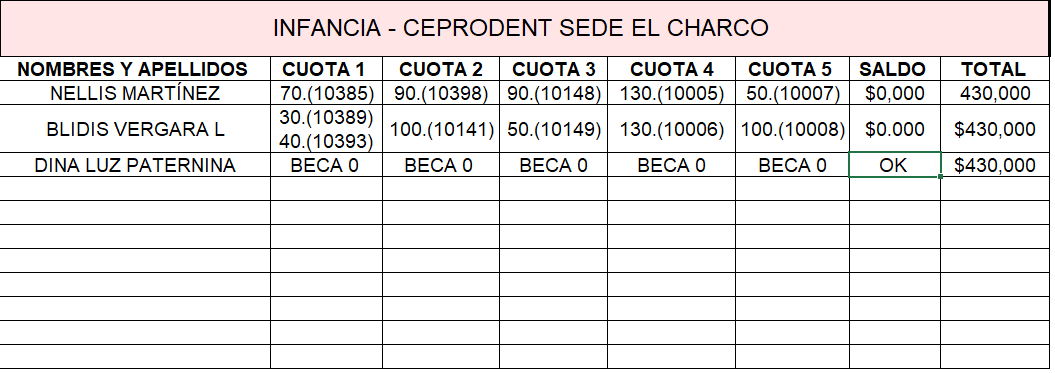 INFANCIA - CEPRODENT SEDE EL CHARCO
NOMBRES Y APELLIDOS CUOTA 1 CUOTA 2 CUOTA 3 CUOTA 4 CUOTA 5 SALDO TOTAL
NELLIS MARTÍNEZ 70.(10385) 90.(10398) 90.(10148) 130.(10005) 50.(10007) $0,000 430,000
BLIDIS VERGARA L 30.(10389) 40.(10393) 100.(10141) 50.(10149) 130.(10006) 100.(10008) $0.000 $430,000
DINA LUZ PATERNINA BECA 0 BECA 0 BECA 0 BECA 0 BECA 0 OK $430,000